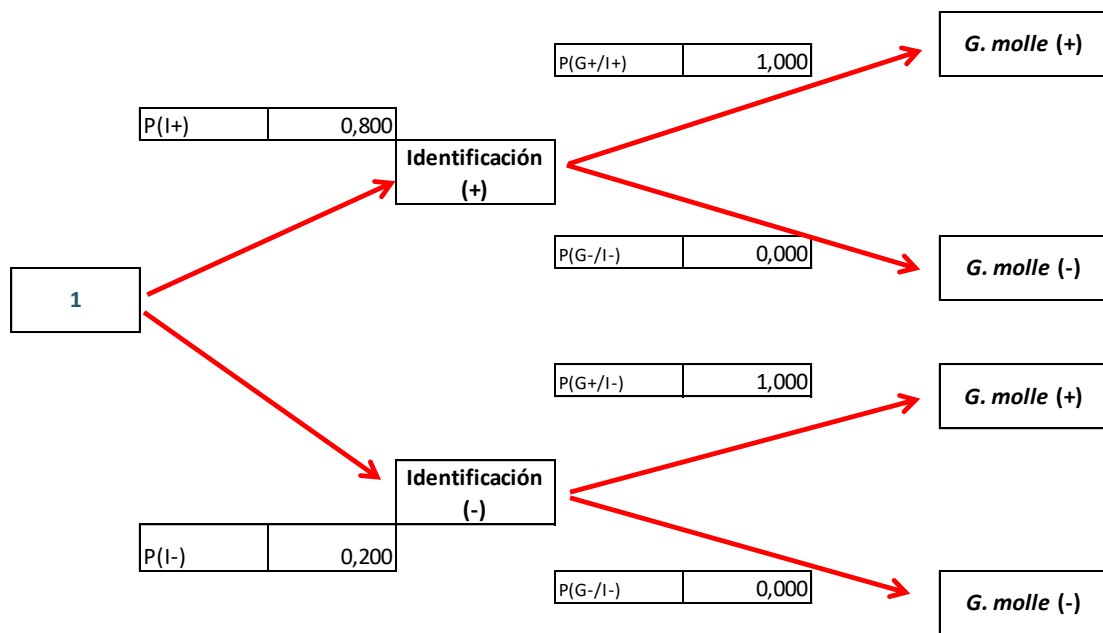 G. molle (+)
P(G+/I+) 1,000
P(I+) 0,800
Identificación
(+)
P(G-/I-) 0,000
G. molle (-)
1
P(G+/I-) 1,000
G. molle (+)
Identificación
(-)
P(I-) 0,200
P(G-/I-) 0,000
G. molle (-)